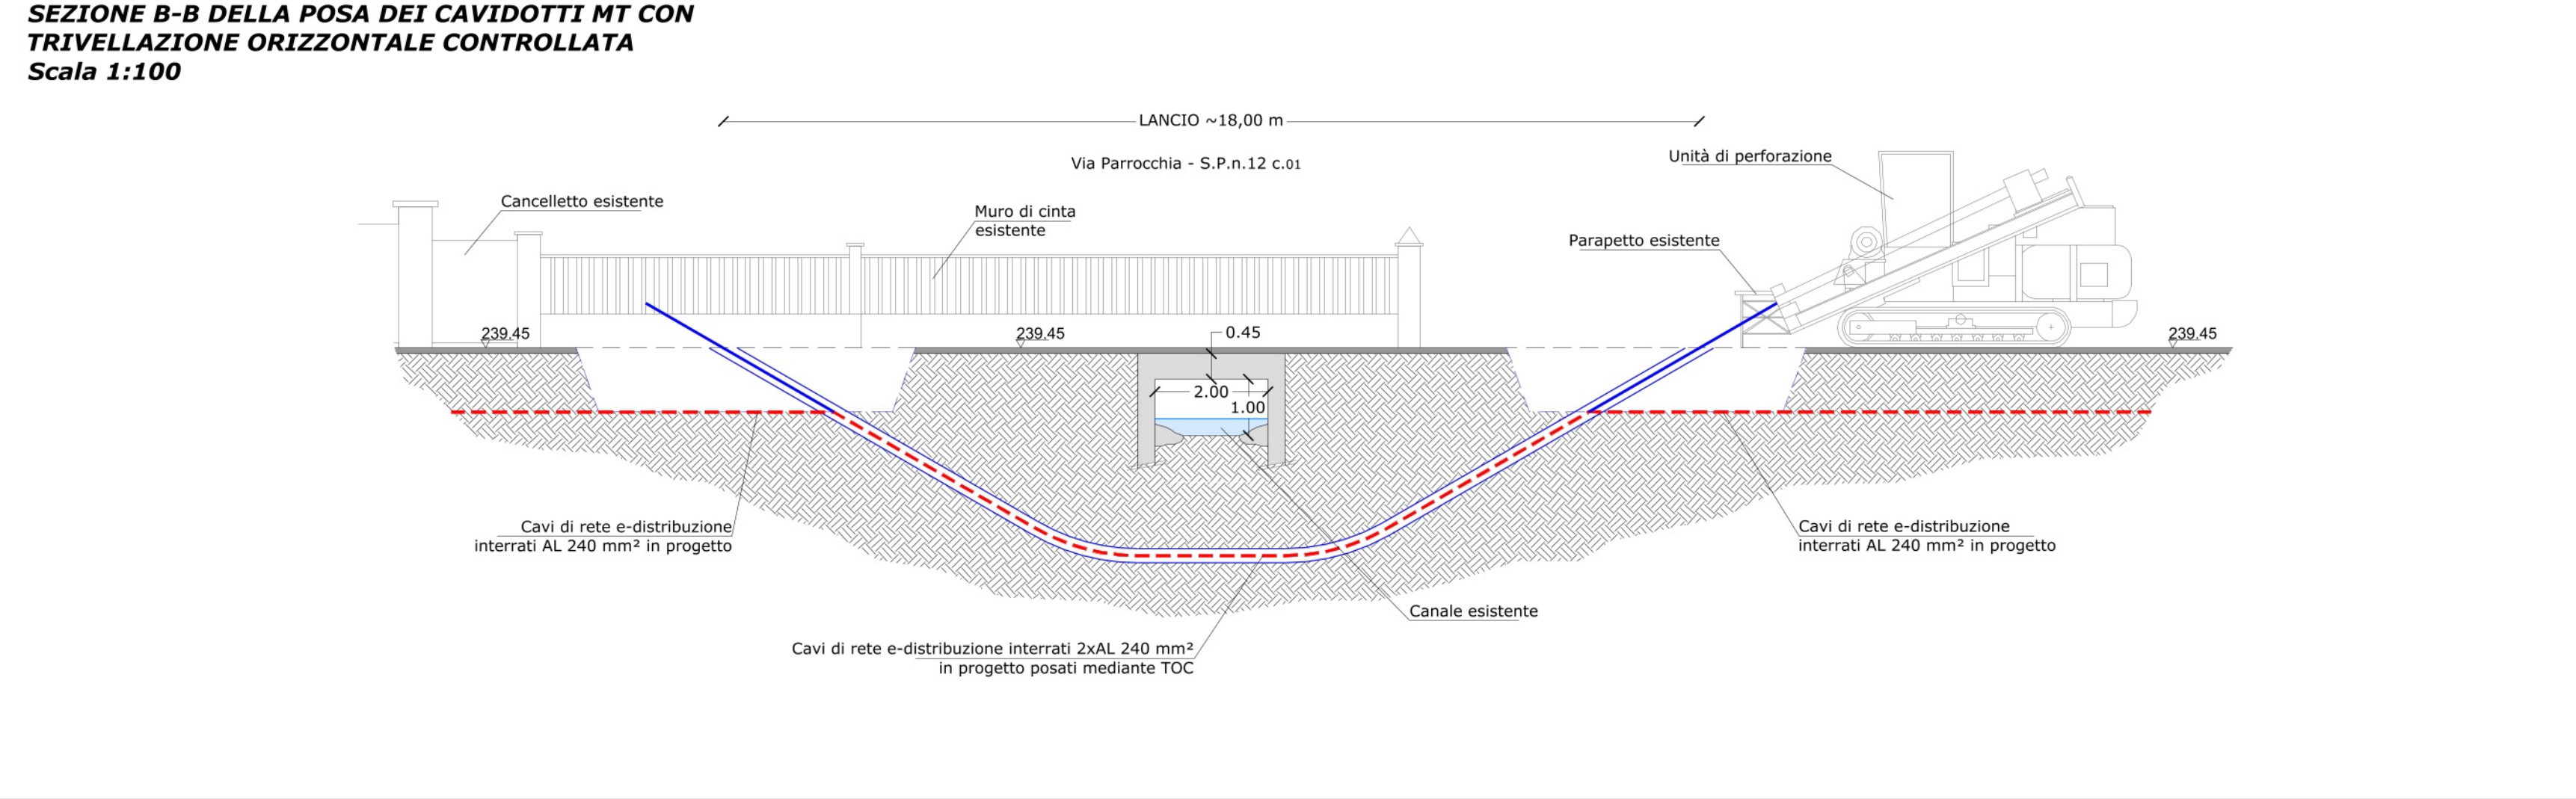 SEZIONE B-B DELLA POSA DEI CAVIDOTTI MT CON
TRIVELLAZIONE ORIZZONTALE CONTROLLATA
Scala 1:100
LANCIO ~18,00 m
Via Parrocchia - S.P.n.12 c.01
Unità di perforazione
Cancelletto esistente
Muro di cinta
esistente
Parapetto esistente
239.45
239.45
0.45
239.45
2.00
1.00
Cavi di rete e-distribuzione
interrati AL 240 mm² in progetto
Cavi di rete e-distribuzione
interrati AL 240 mm² in progetto
Canale esistente
Cavi di rete e-distribuzione interrati 2xAL 240 mm²
in progetto posati mediante TOC